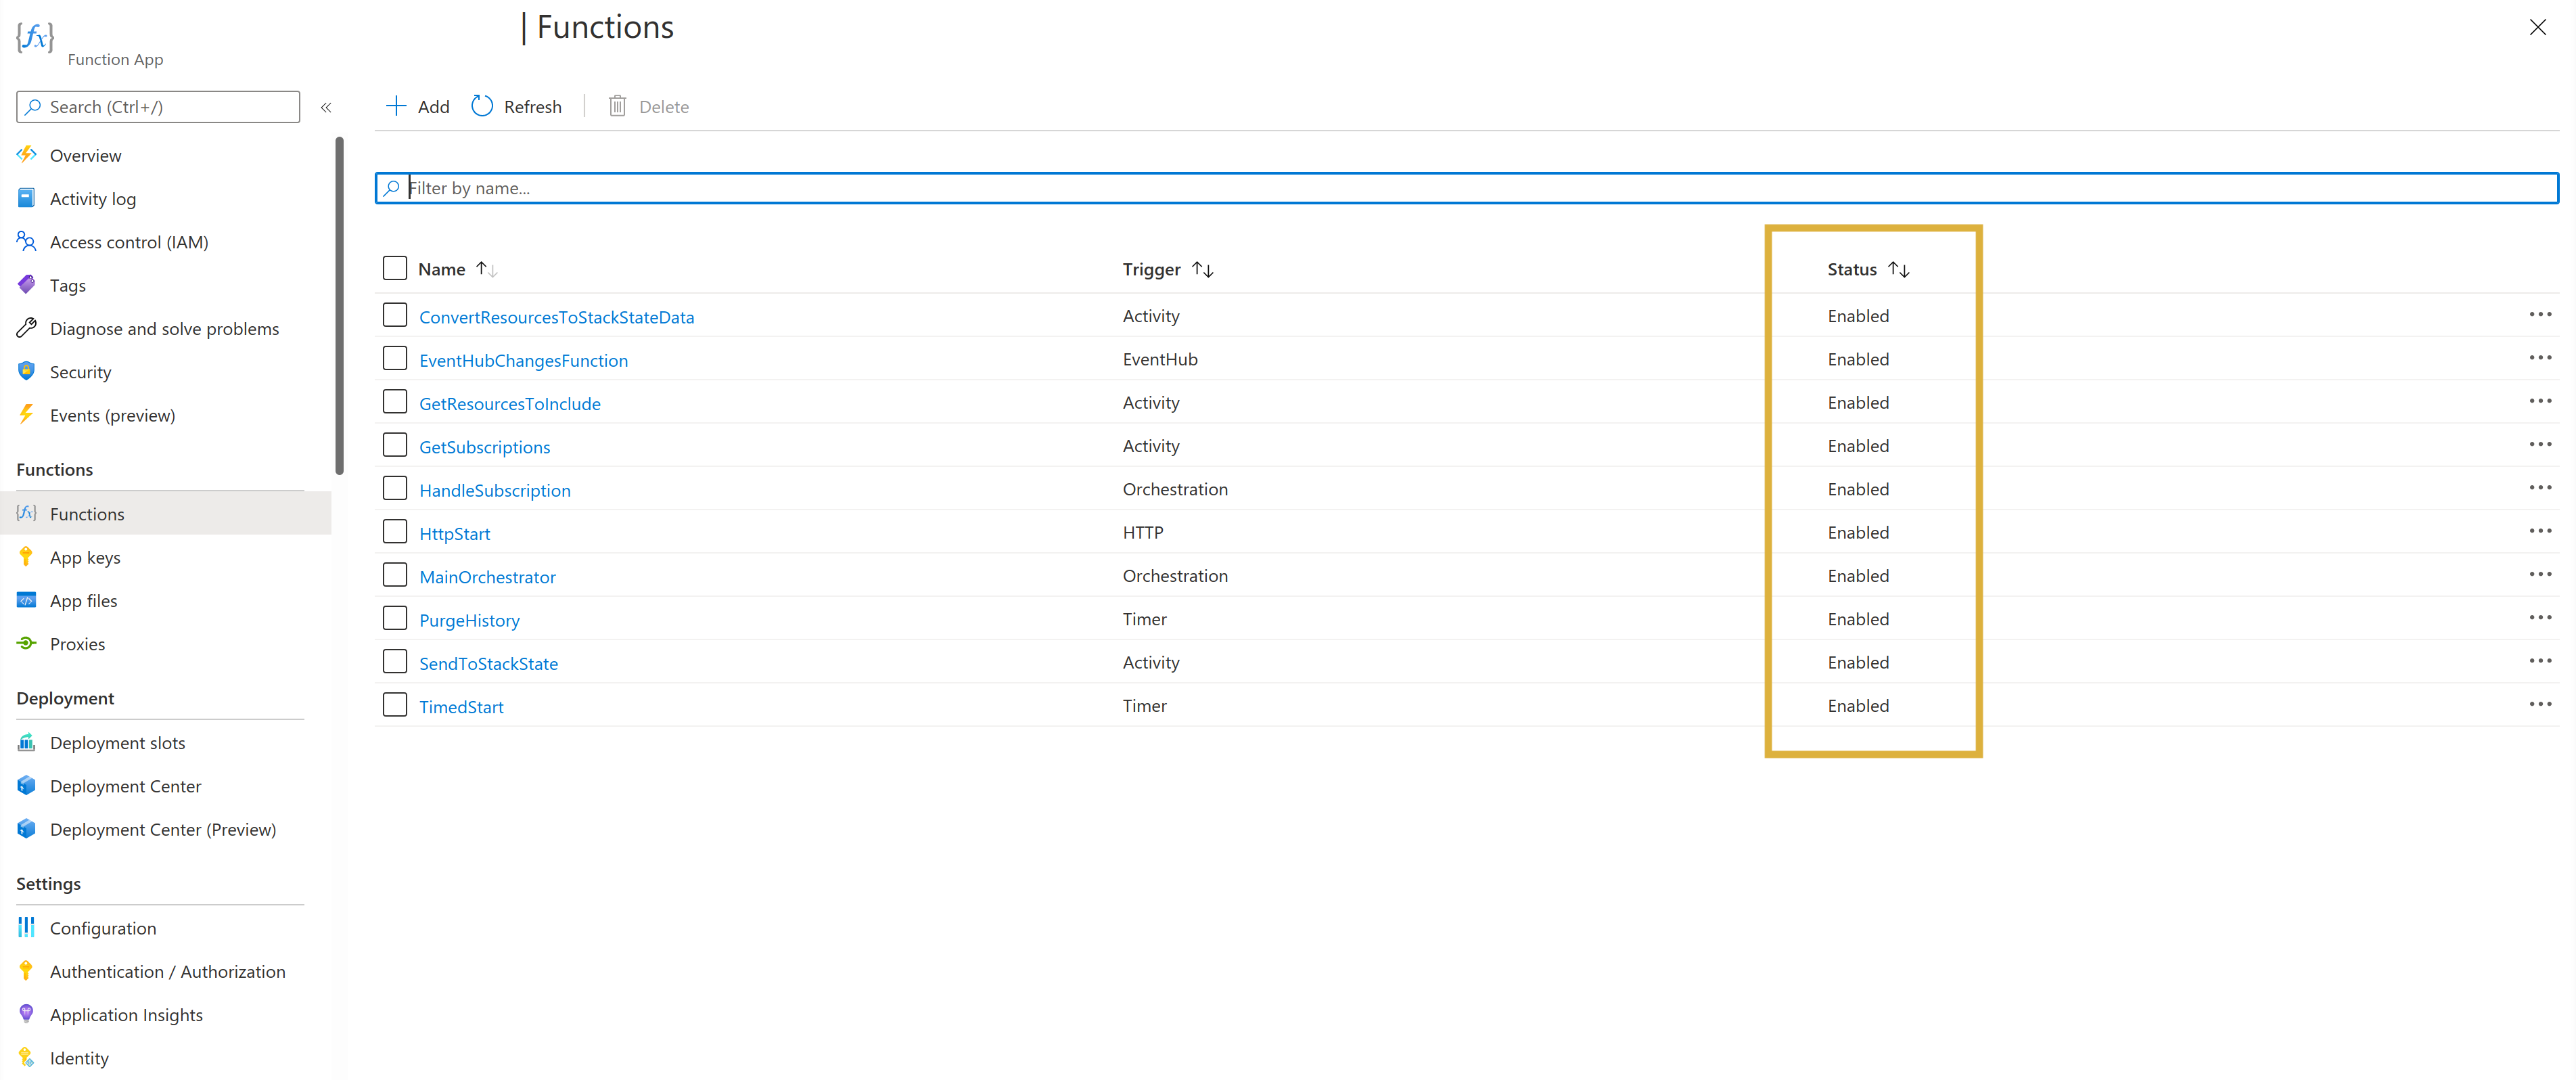 | Functions
Function App
Search (Ctrl+/)
«
Overview
Activity log
Access control (IAM)
Tags
Diagnose and solve problems
Security
Events (preview)
Functions
Functions
App keys
App files
Proxies
Deployment
Deployment slots
Deployment Center
Deployment Center (Preview)
Settings
Configuration
Authentication / Authorization
Application Insights
Identity
Add Refresh Delete
Filter by name...
Name Trigger Status
ConvertResourcesToStackStateData Activity Enabled
EventHubChangesFunction EventHub Enabled
GetResourcesToInclude Activity Enabled
GetSubscriptions Activity Enabled
HandleSubscription Orchestration Enabled
HttpStart HTTP Enabled
MainOrchestrator Orchestration Enabled
PurgeHistory Timer Enabled
SendToStackState Activity Enabled
TimedStart Timer Enabled